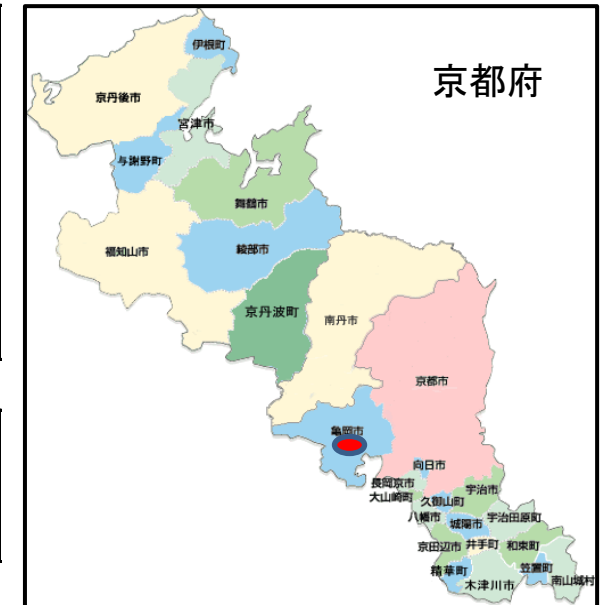 京都府
伊根町
京丹後市
宮津市
与謝野町
舞鶴市
福知山市
綾部市
京丹波町
南丹市
京都市
亀岡市
向日市
長岡京市
大山崎町
宇治市
久御山町
八幡市
城陽市
宇治田原町
京田辺市
井手町
和束町
精華町
笠置町
木津川市
南山城村